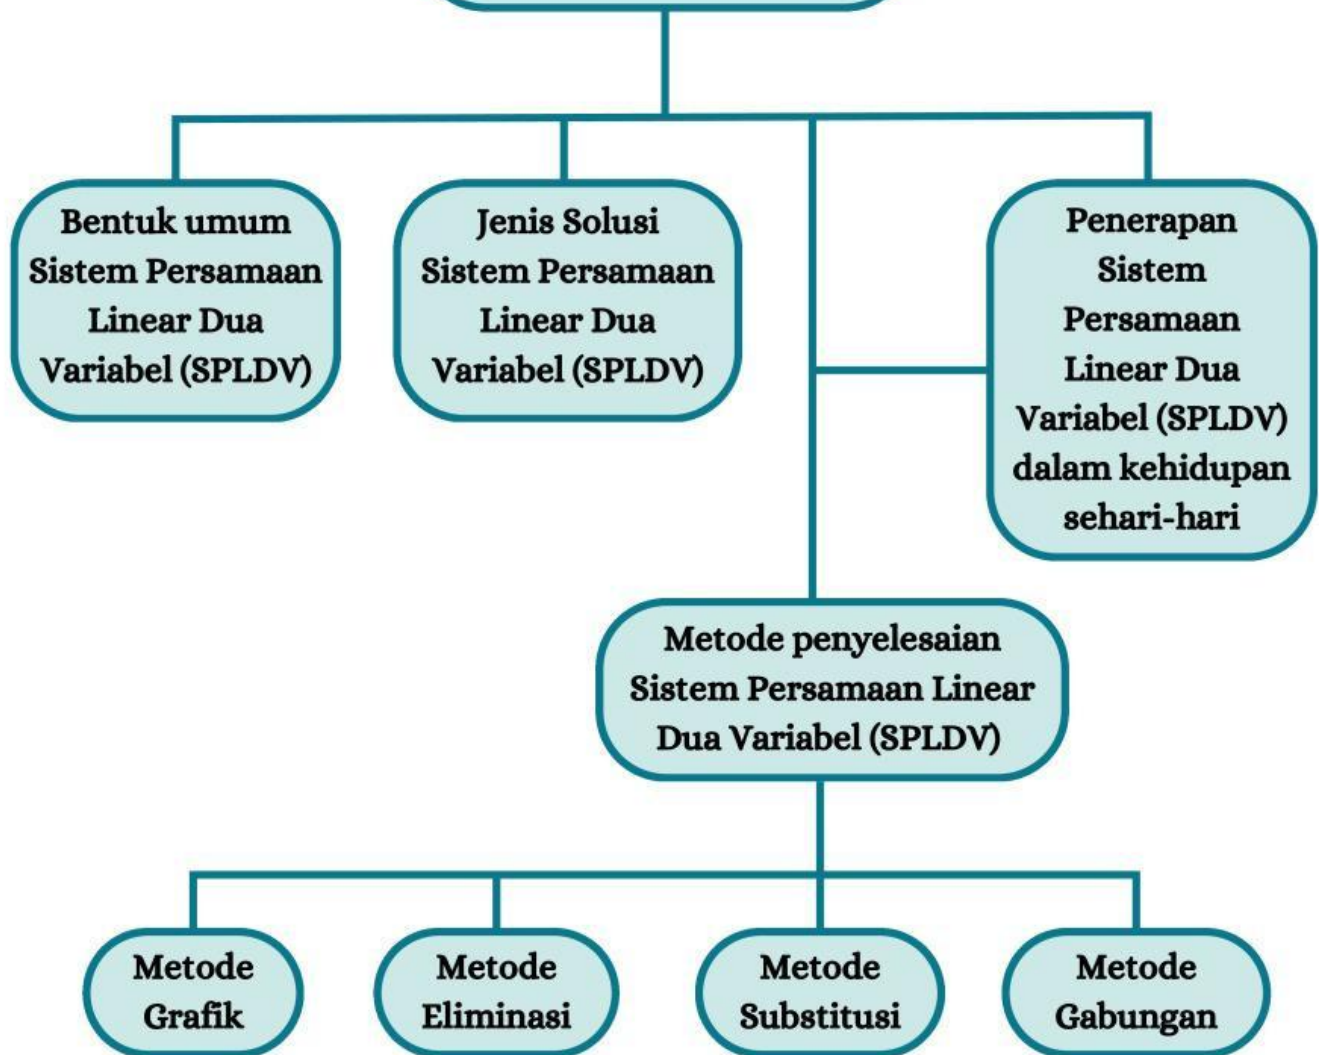 Bentuk umum
Sistem Persamaan
Linear Dua
Variabel (SPLDV)
Jenis Solusi
Sistem Persamaan
Linear Dua
Variabel (SPLDV)
Penerapan
Sistem
Persamaan
Linear Dua
Variabel (SPLDV)
dalam kehidupan
sehari-hari
Metode penyelesaian
Sistem Persamaan Linear
Dua Variabel (SPLDV)
Metode
Grafik
Metode
Eliminasi
Metode
Substitusi
Metode
Gabungan